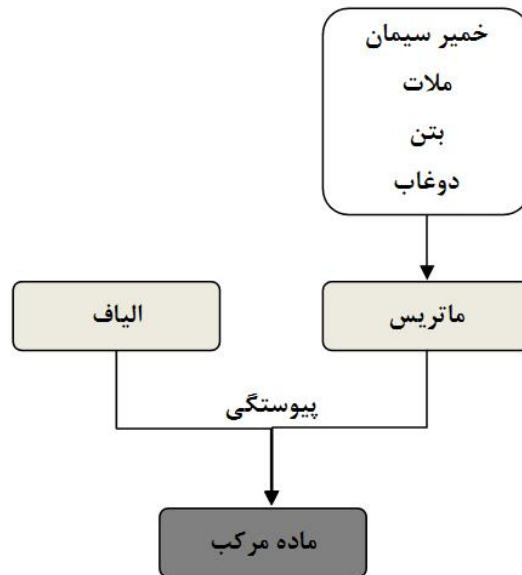 خمیر سیمان
ملات
بتن
دوغاب
الیاف
ماتریس
پیوستگی
ماده مرکب